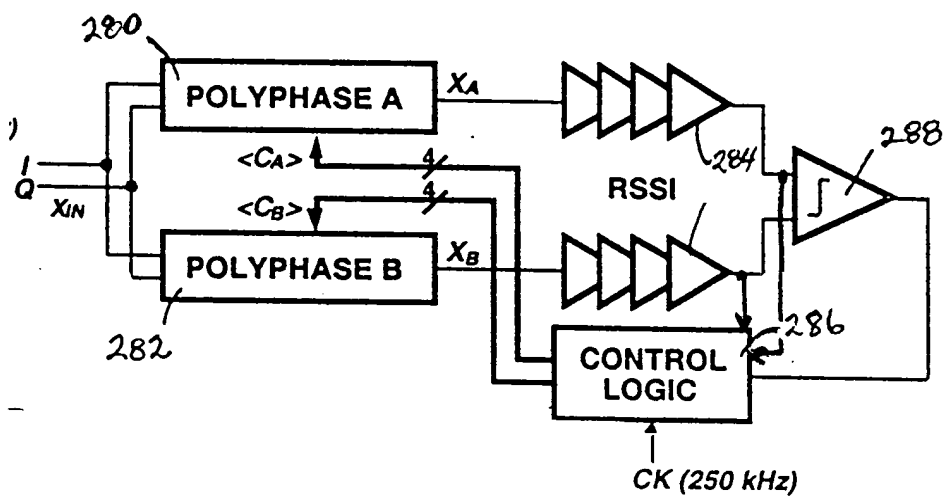 280
POLYPHASE A
XA
)
I
Q
XIN
<CA>
4
284
288
RSSI
<CB>
4
POLYPHASE B
XB
282
286
CONTROL
LOGIC
CK (250 kHz)